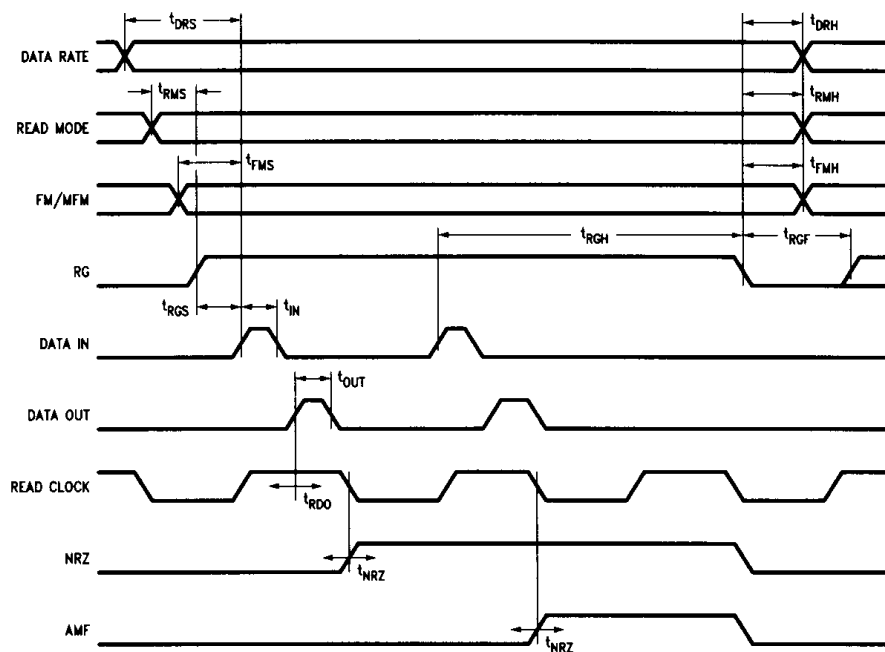 tDRS tDRH
DATA RATE
tRMS tRMH
READ MODE
tFMS tFMH
FM/MFM
tRGH tRGF
RG
tRGS tIN
DATA IN
tOUT
DATA OUT
READ CLOCK
tRDO
NRZ
tNRZ
AMF
tNRZ